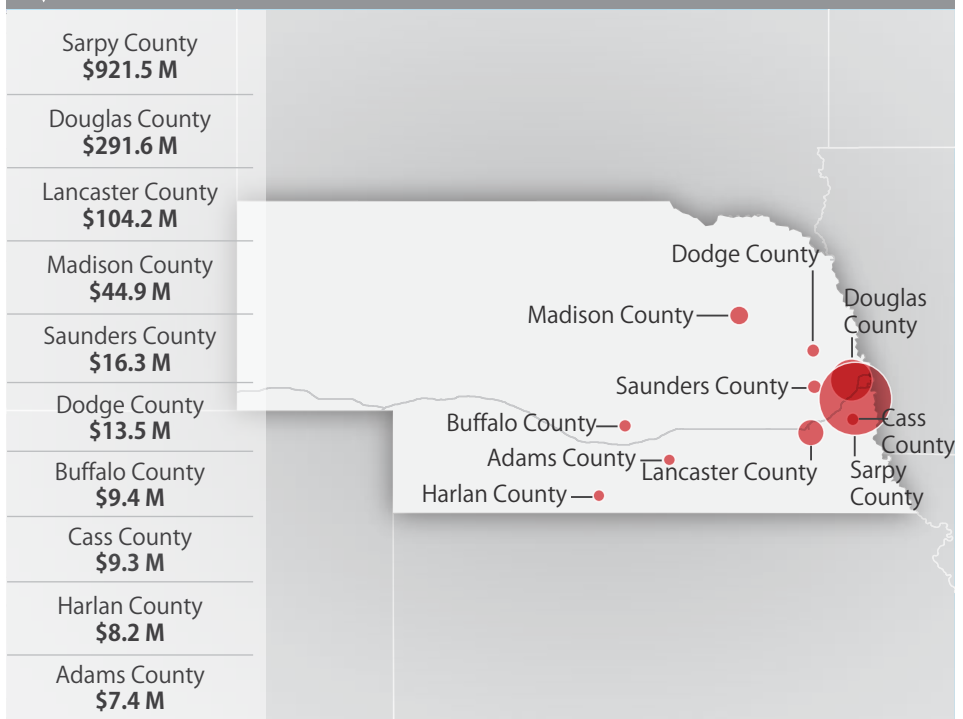 Sarpy County
$921.5 M
Douglas County
$291.6 M
Lancaster County
$104.2 M
Madison County
$44.9 M
Saunders County
$16.3 M
Dodge County
$13.5 M
Buffalo County
$9.4 M
Cass County
$9.3 M
Harlan County
$8.2 M
Adams County
$7.4 M
Dodge County
Douglas
County
Madison County
Saunders County
Buffalo County
Cass
County
Adams County
Lancaster County
Sarpy
County
Harlan County